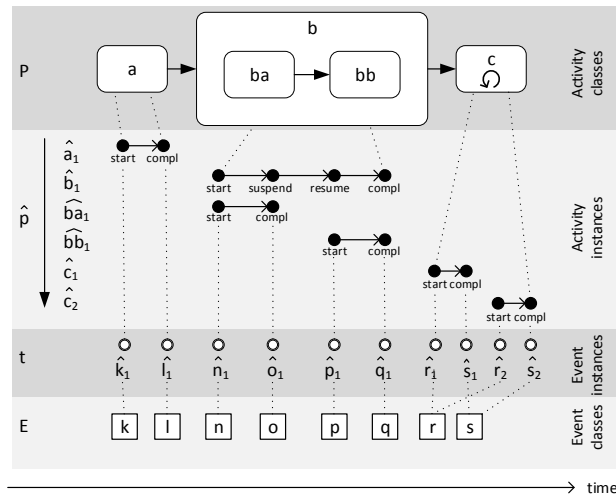 b
P
a
ba
bb
c
Activity classes
â₁
start compl
b̂₁
start suspend resume compl
p̂
b̂a₁
start compl
b̂b₁
start compl
ĉ₁
start compl
ĉ₂
start compl
Activity instances
t
k̂₁ l̂₁ n̂₁ ô₁ p̂₁ q̂₁ r̂₁ ŝ₁ r̂₂ ŝ₂
Event instances
E
k l n o p q r s
Event classes
time